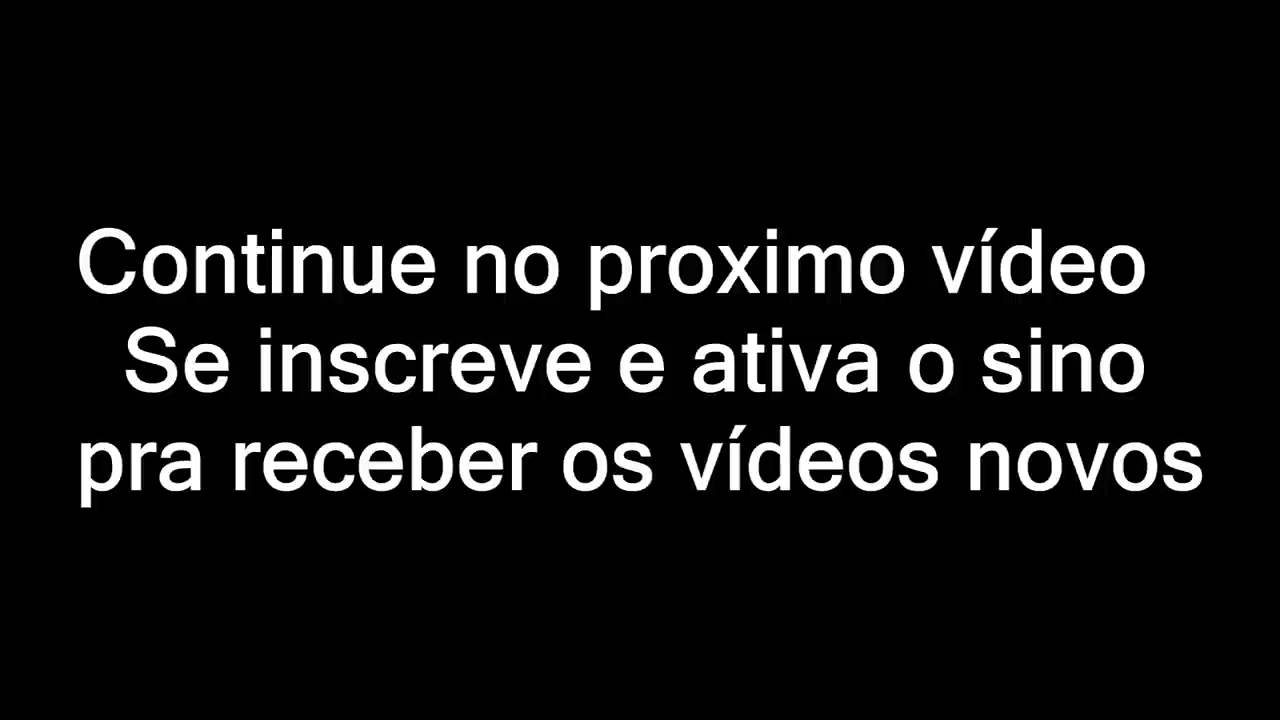 Continue no proximo vídeo
Se inscreve e ativa o sino
pra receber os vídeos novos